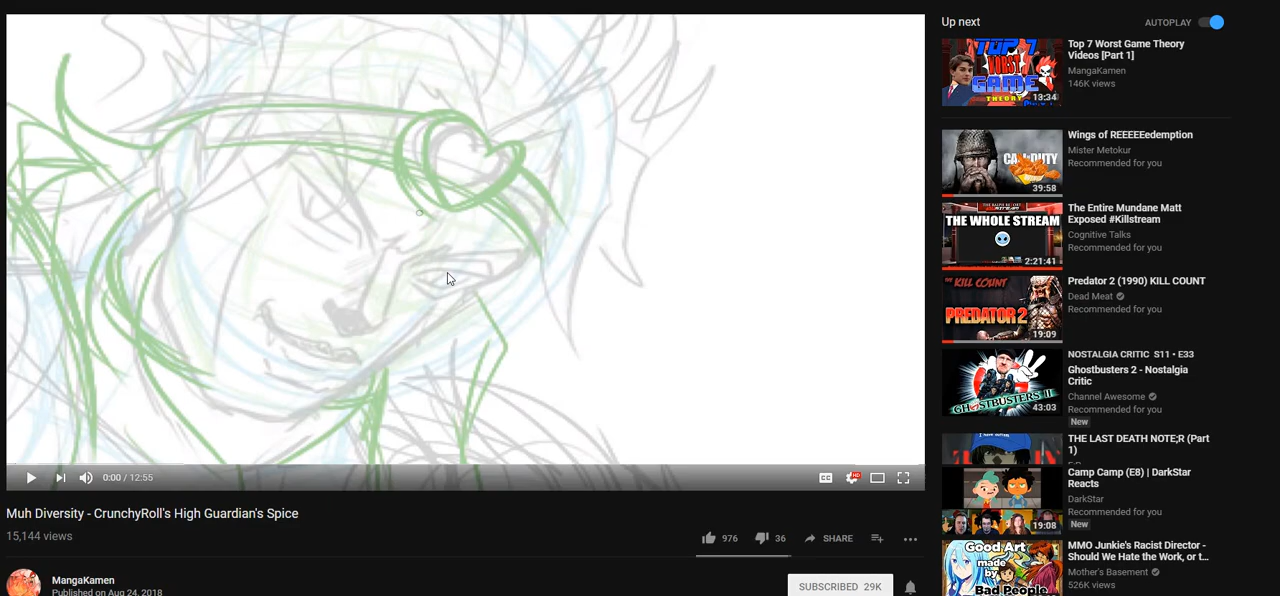 Up next
AUTOPLAY
TOP 7
WORST
GAME
THEORY
13:34
Top 7 Worst Game Theory
Videos [Part 1]
MangaKamen
146K views
CALL OF DUTY
39:58
Wings of REEEEEedemption
Mister Metokur
Recommended for you
THE WHOLE STREAM
2:21:41
The Entire Mundane Matt
Exposed #Killstream
Cognitive Talks
Recommended for you
KILL COUNT
PREDATOR 2
19:09
Predator 2 (1990) KILL COUNT
Dead Meat
Recommended for you
GHOSTBUSTERS II
43:03
NOSTALGIA CRITIC S11 • E33
Ghostbusters 2 - Nostalgia
Critic
Channel Awesome
Recommended for you
New
THE LAST DEATH NOTE;R (Part
1)
19:08
Camp Camp (E8) | DarkStar
Reacts
DarkStar
Recommended for you
New
Good Art
made
by
Bad People
MMO Junkie's Racist Director -
Should We Hate the Work, or t...
Mother's Basement
526K views
0:00 / 12:55
CC
HD
Muh Diversity - CrunchyRoll's High Guardian's Spice
15,144 views
976
36
SHARE
MangaKamen
Published on Aug 24, 2018
SUBSCRIBED 29K